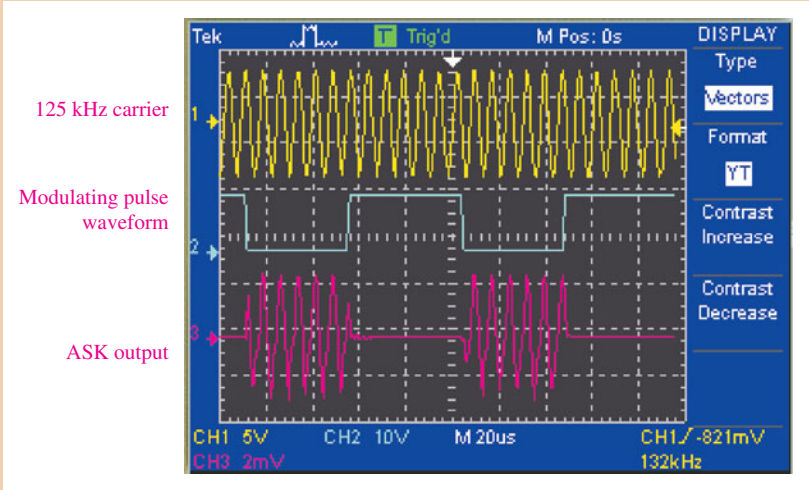 Tek T Trig'd M Pos: 0s DISPLAY
Type
Vectors
Format
YT
Contrast
Increase
Contrast
Decrease
125 kHz carrier
Modulating pulse
waveform
ASK output
1
2
3
CH1 5V CH2 10V M 20us CH1 -821mV
CH3 2mV 132kHz